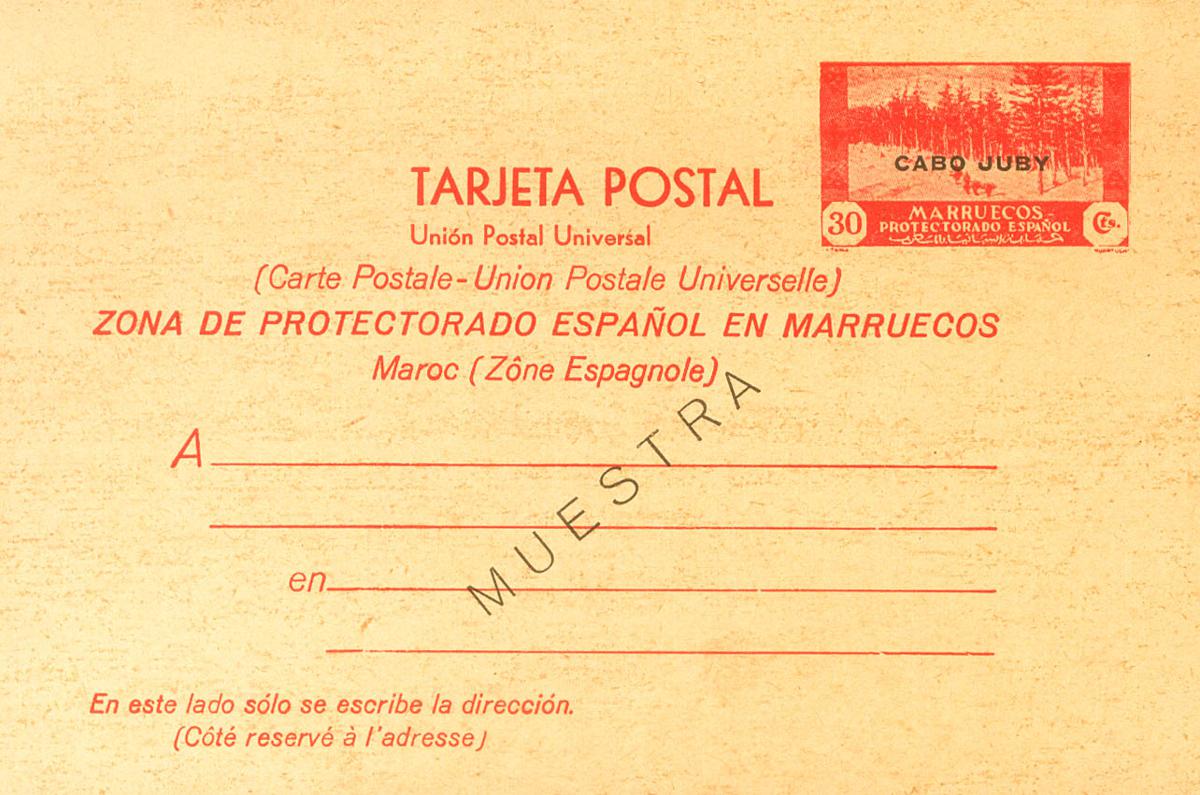 CABO JUBY
30
MARRUECOS
PROTECTORADO ESPAÑOL
Cts.
TARJETA POSTAL
Unión Postal Universal
(Carte Postale-Union Postale Universelle)
ZONA DE PROTECTORADO ESPAÑOL EN MARRUECOS
Maroc (Zône Espagnole)
MUESTRA
A
en
En este lado sólo se escribe la dirección.
(Côté reservé à l'adresse)